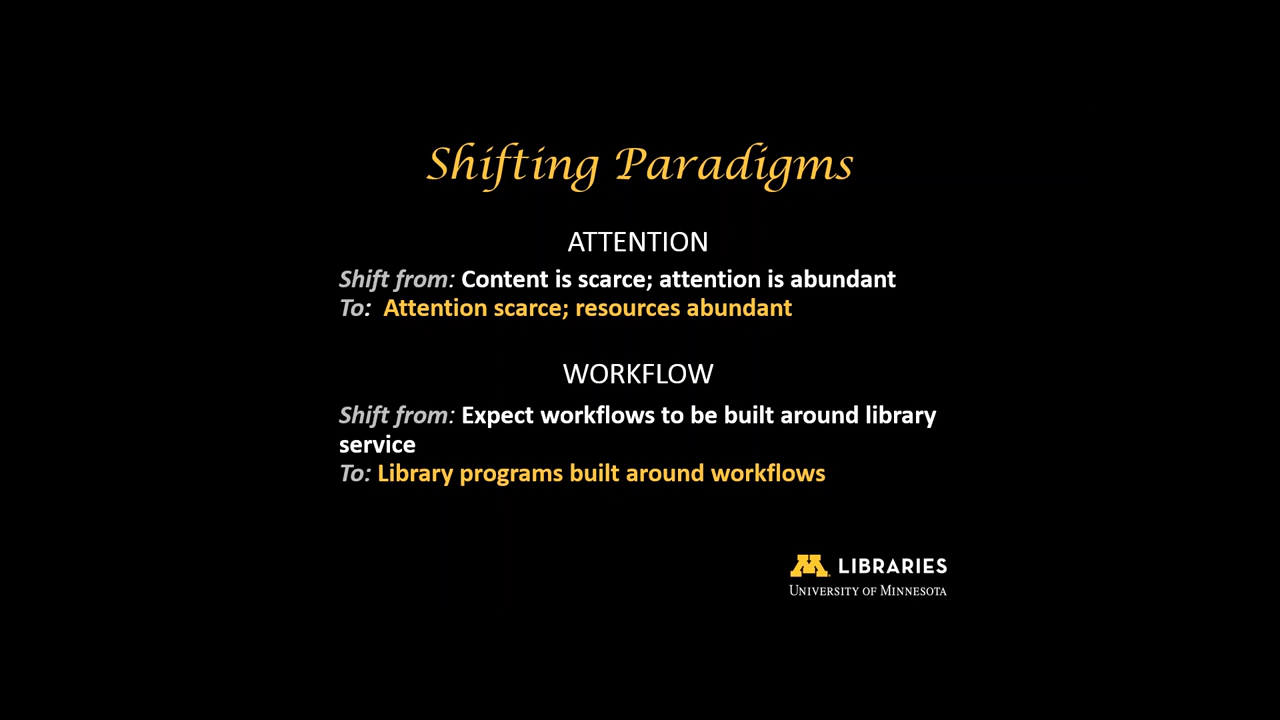 Shifting Paradigms
ATTENTION
Shift from: Content is scarce; attention is abundant
To: Attention scarce; resources abundant
WORKFLOW
Shift from: Expect workflows to be built around library
service
To: Library programs built around workflows
M LIBRARIES
UNIVERSITY OF MINNESOTA